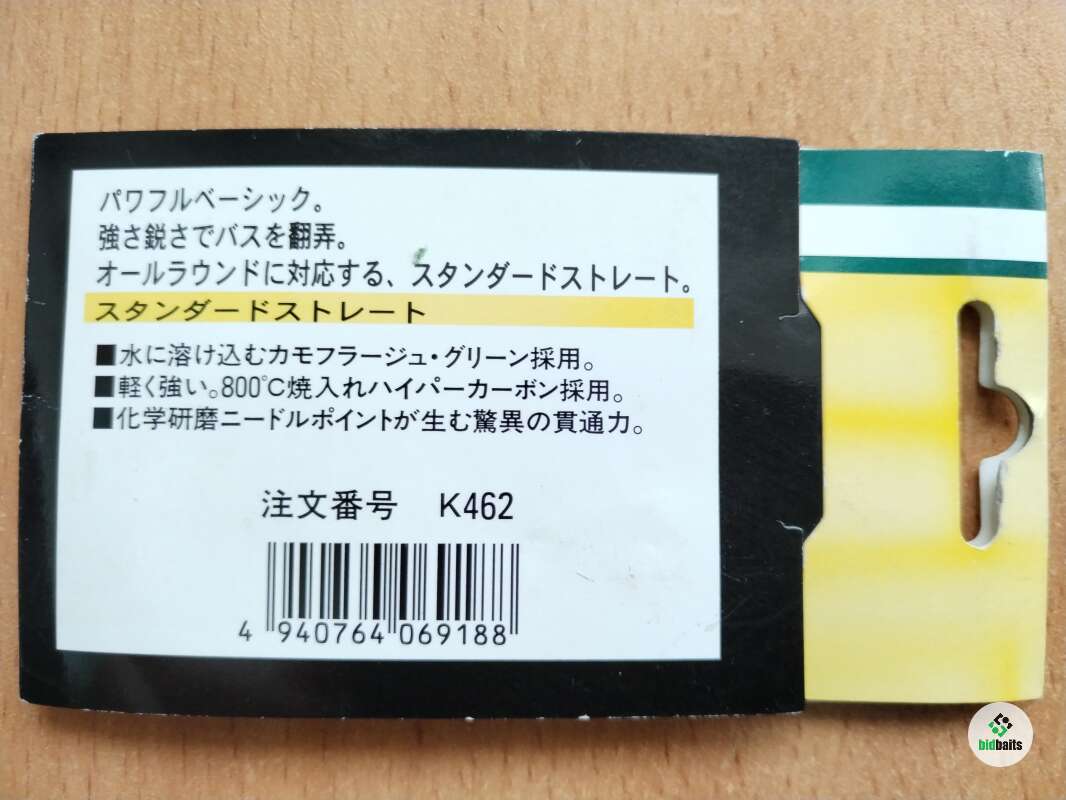 パワフルベーシック。
強さ鋭さでバスを翻弄。
オールラウンドに対応する、スタンダードストレート。
スタンダードストレート
■水に溶け込むカモフラージュ・グリーン採用。
■軽く強い。800℃焼入れハイパーカーボン採用。
■化学研磨ニードルポイントが生む驚異の貫通力。
注文番号 K462
4 940764 069188
bidbaits